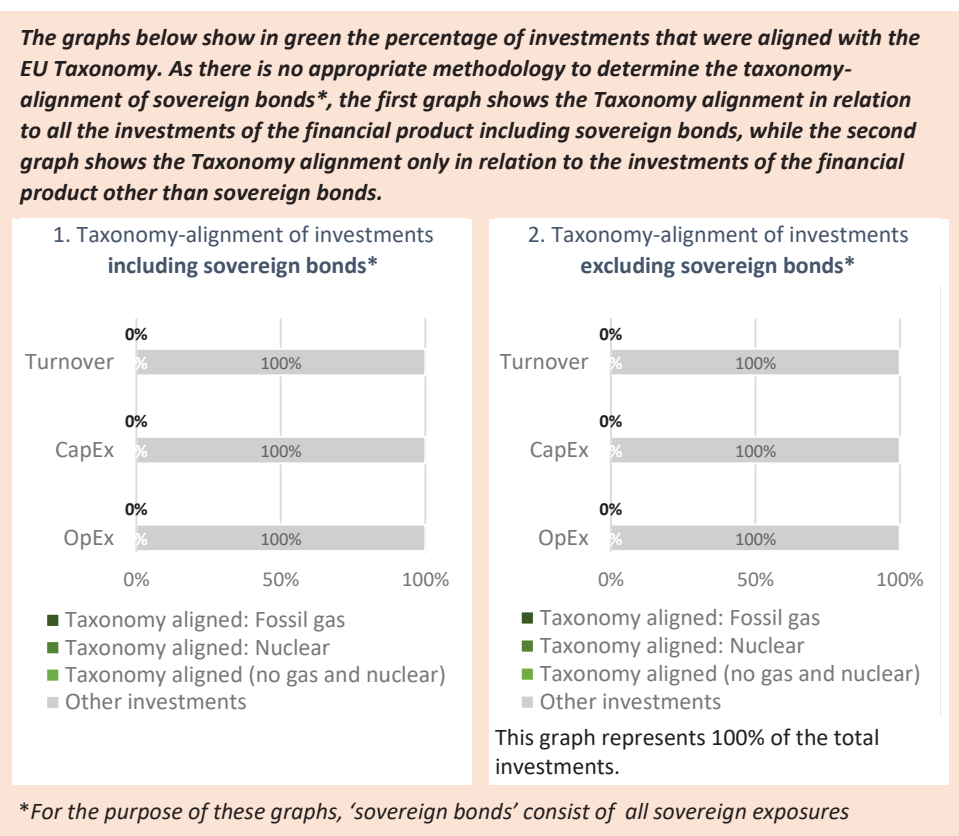 The graphs below show in green the percentage of investments that were aligned with the
EU Taxonomy. As there is no appropriate methodology to determine the taxonomy-
alignment of sovereign bonds*, the first graph shows the Taxonomy alignment in relation
to all the investments of the financial product including sovereign bonds, while the second
graph shows the Taxonomy alignment only in relation to the investments of the financial
product other than sovereign bonds.
1. Taxonomy-alignment of investments
including sovereign bonds*
0%
Turnover % 100%
0%
CapEx % 100%
0%
OpEx % 100%
0% 50% 100%
Taxonomy aligned: Fossil gas
Taxonomy aligned: Nuclear
Taxonomy aligned (no gas and nuclear)
Other investments
2. Taxonomy-alignment of investments
excluding sovereign bonds*
0%
Turnover % 100%
0%
CapEx % 100%
0%
OpEx % 100%
0% 50% 100%
Taxonomy aligned: Fossil gas
Taxonomy aligned: Nuclear
Taxonomy aligned (no gas and nuclear)
Other investments
This graph represents 100% of the total
investments.
*For the purpose of these graphs, ‘sovereign bonds’ consist of all sovereign exposures